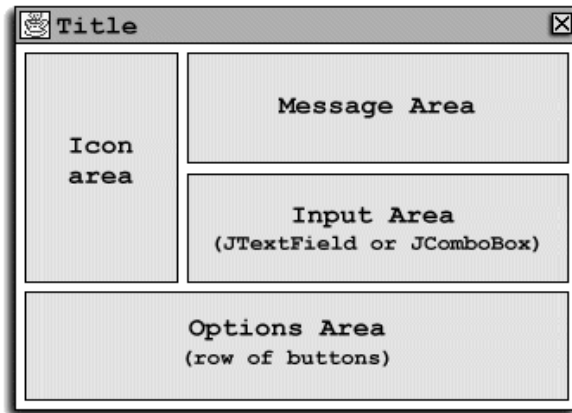 Title
Icon
area
Message Area
Input Area
(JTextField or JComboBox)
Options Area
(row of buttons)